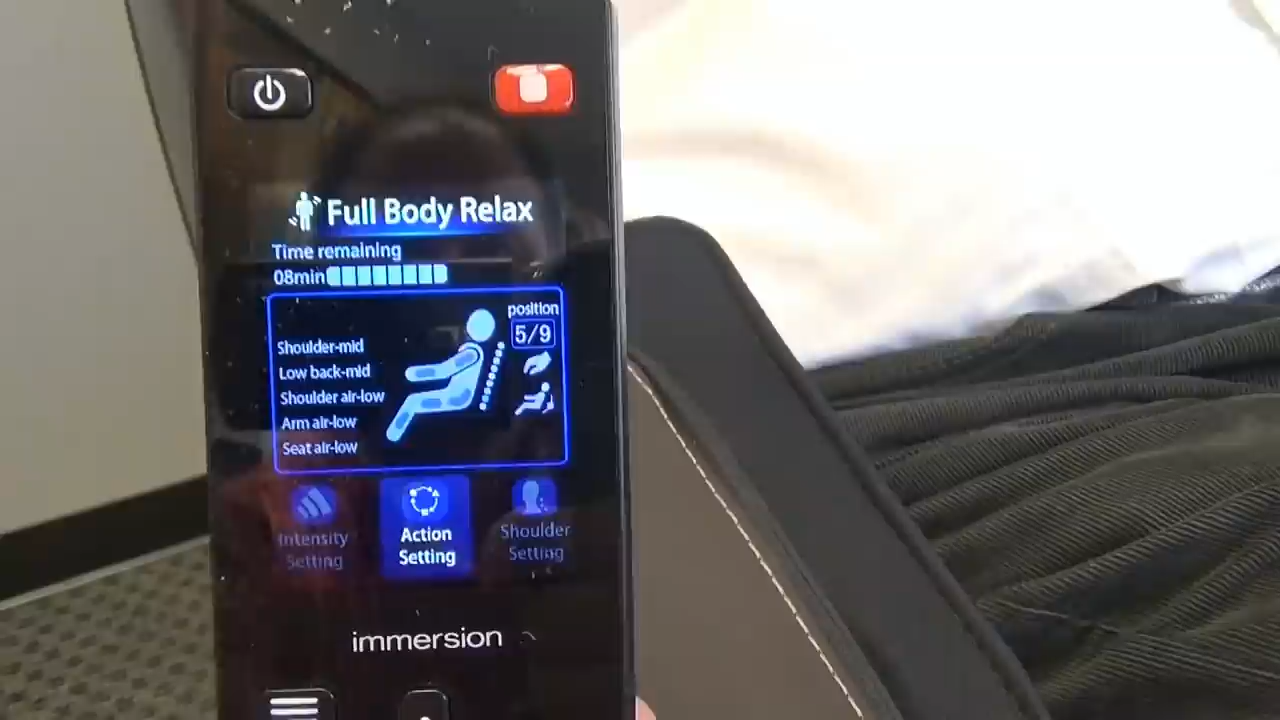 Full Body Relax
Time remaining
08min
position
5/9
Shoulder-mid
Low back-mid
Shoulder air-low
Arm air-low
Seat air-low
Intensity Setting
Action Setting
Shoulder Setting
immersion